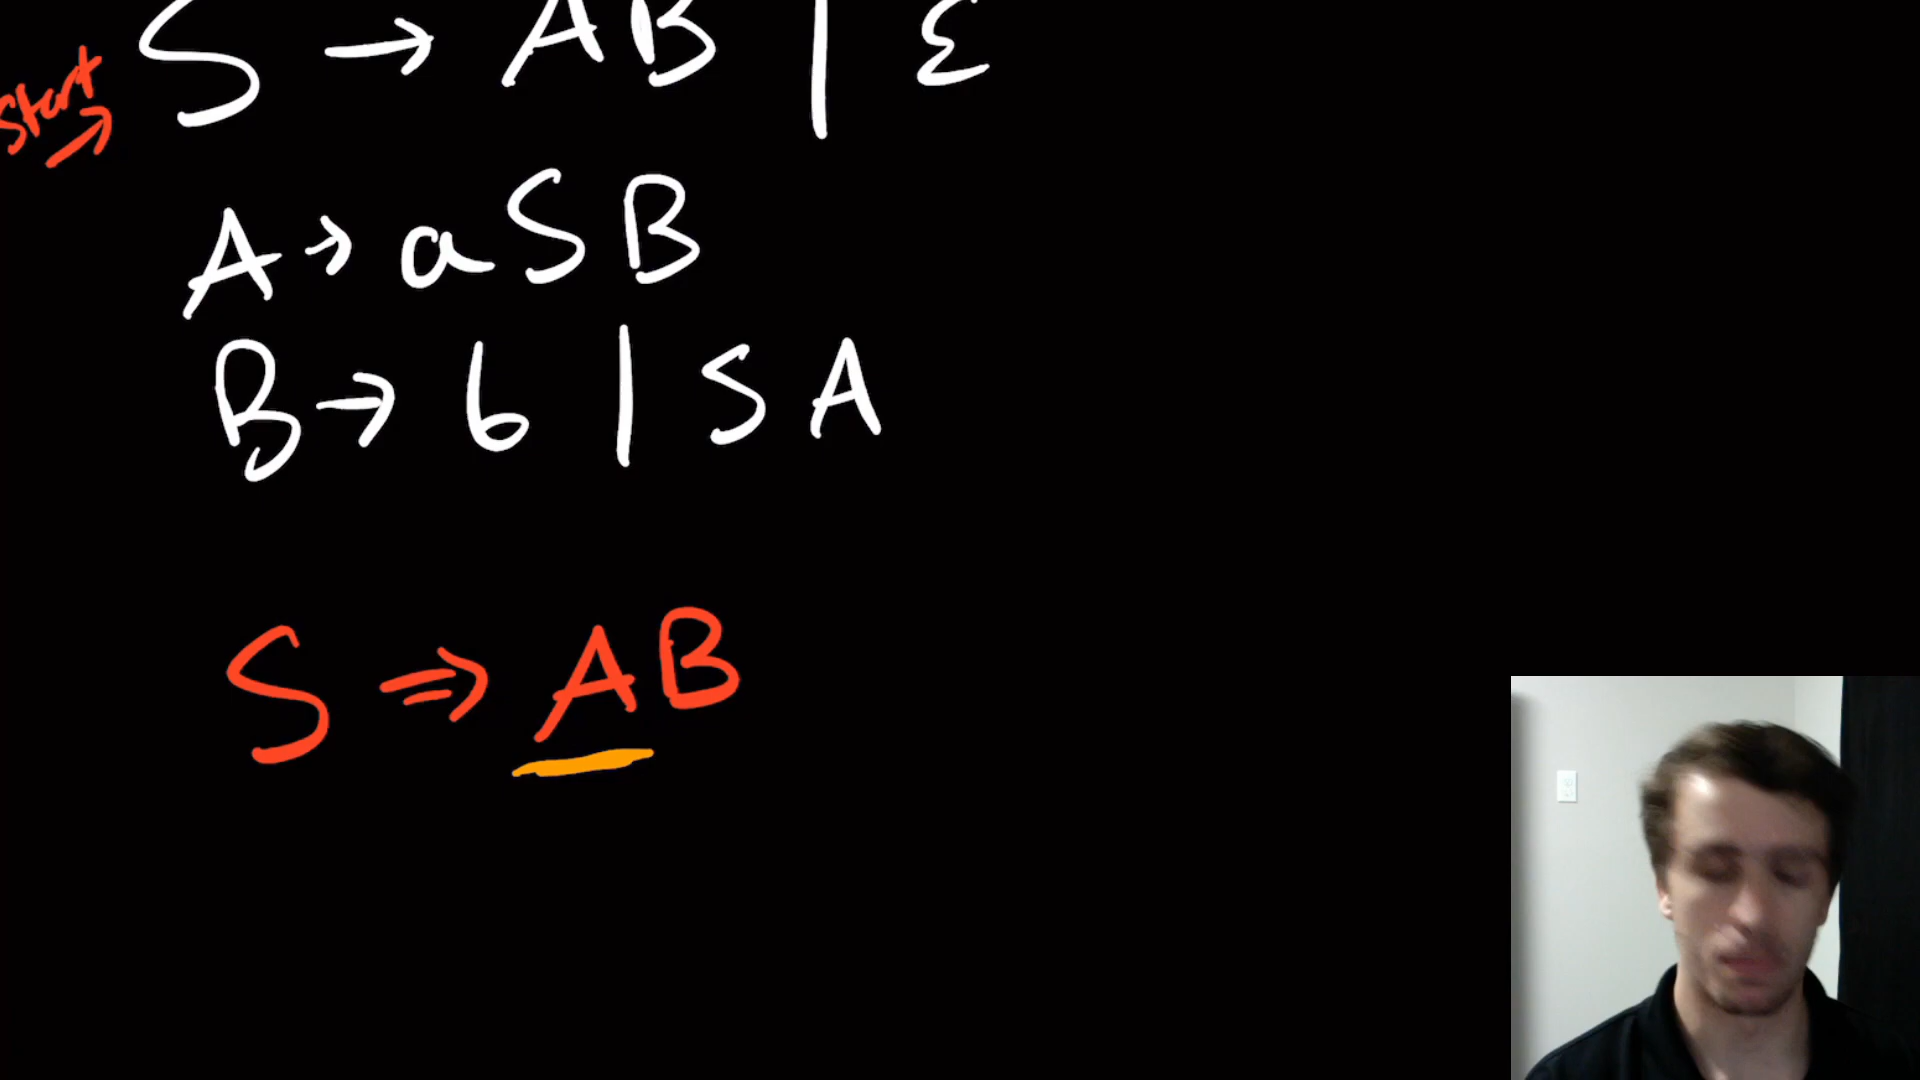 S → AB | ε
Start →
A → aSB
B → b | SA
S ⇒ AB